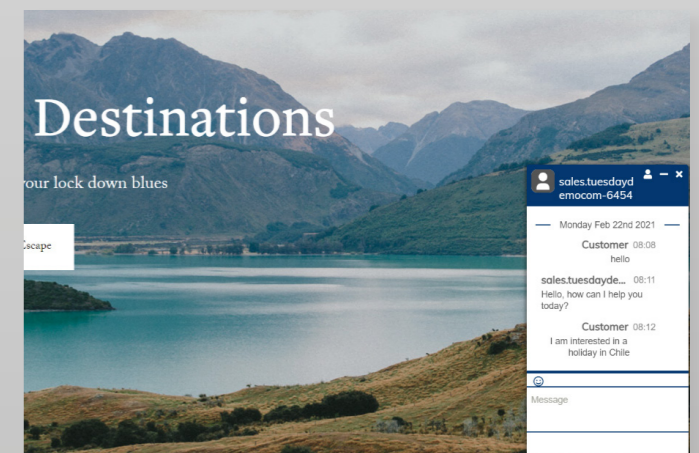 Destinations
our lock down blues
Escape
sales.tuesdayd
emocom-6454
Monday Feb 22nd 2021
Customer 08:08
hello
sales.tuesdayde... 08:11
Hello, how can I help you
today?
Customer 08:12
I am interested in a
holiday in Chile
Message